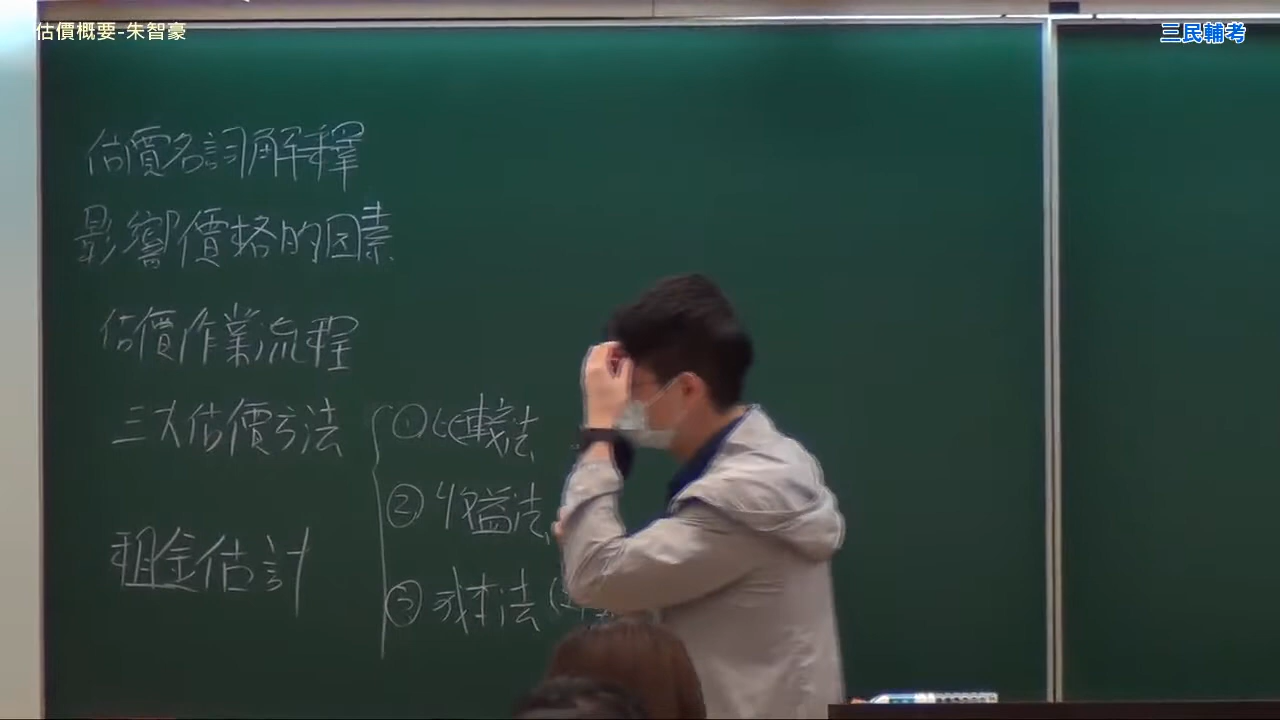 估價概要-朱智豪
三民輔考
估價名詞解釋
影響價格的因素
估價作業流程
三大估價方法
①比較法
②收益法
③成本法(
租金估計